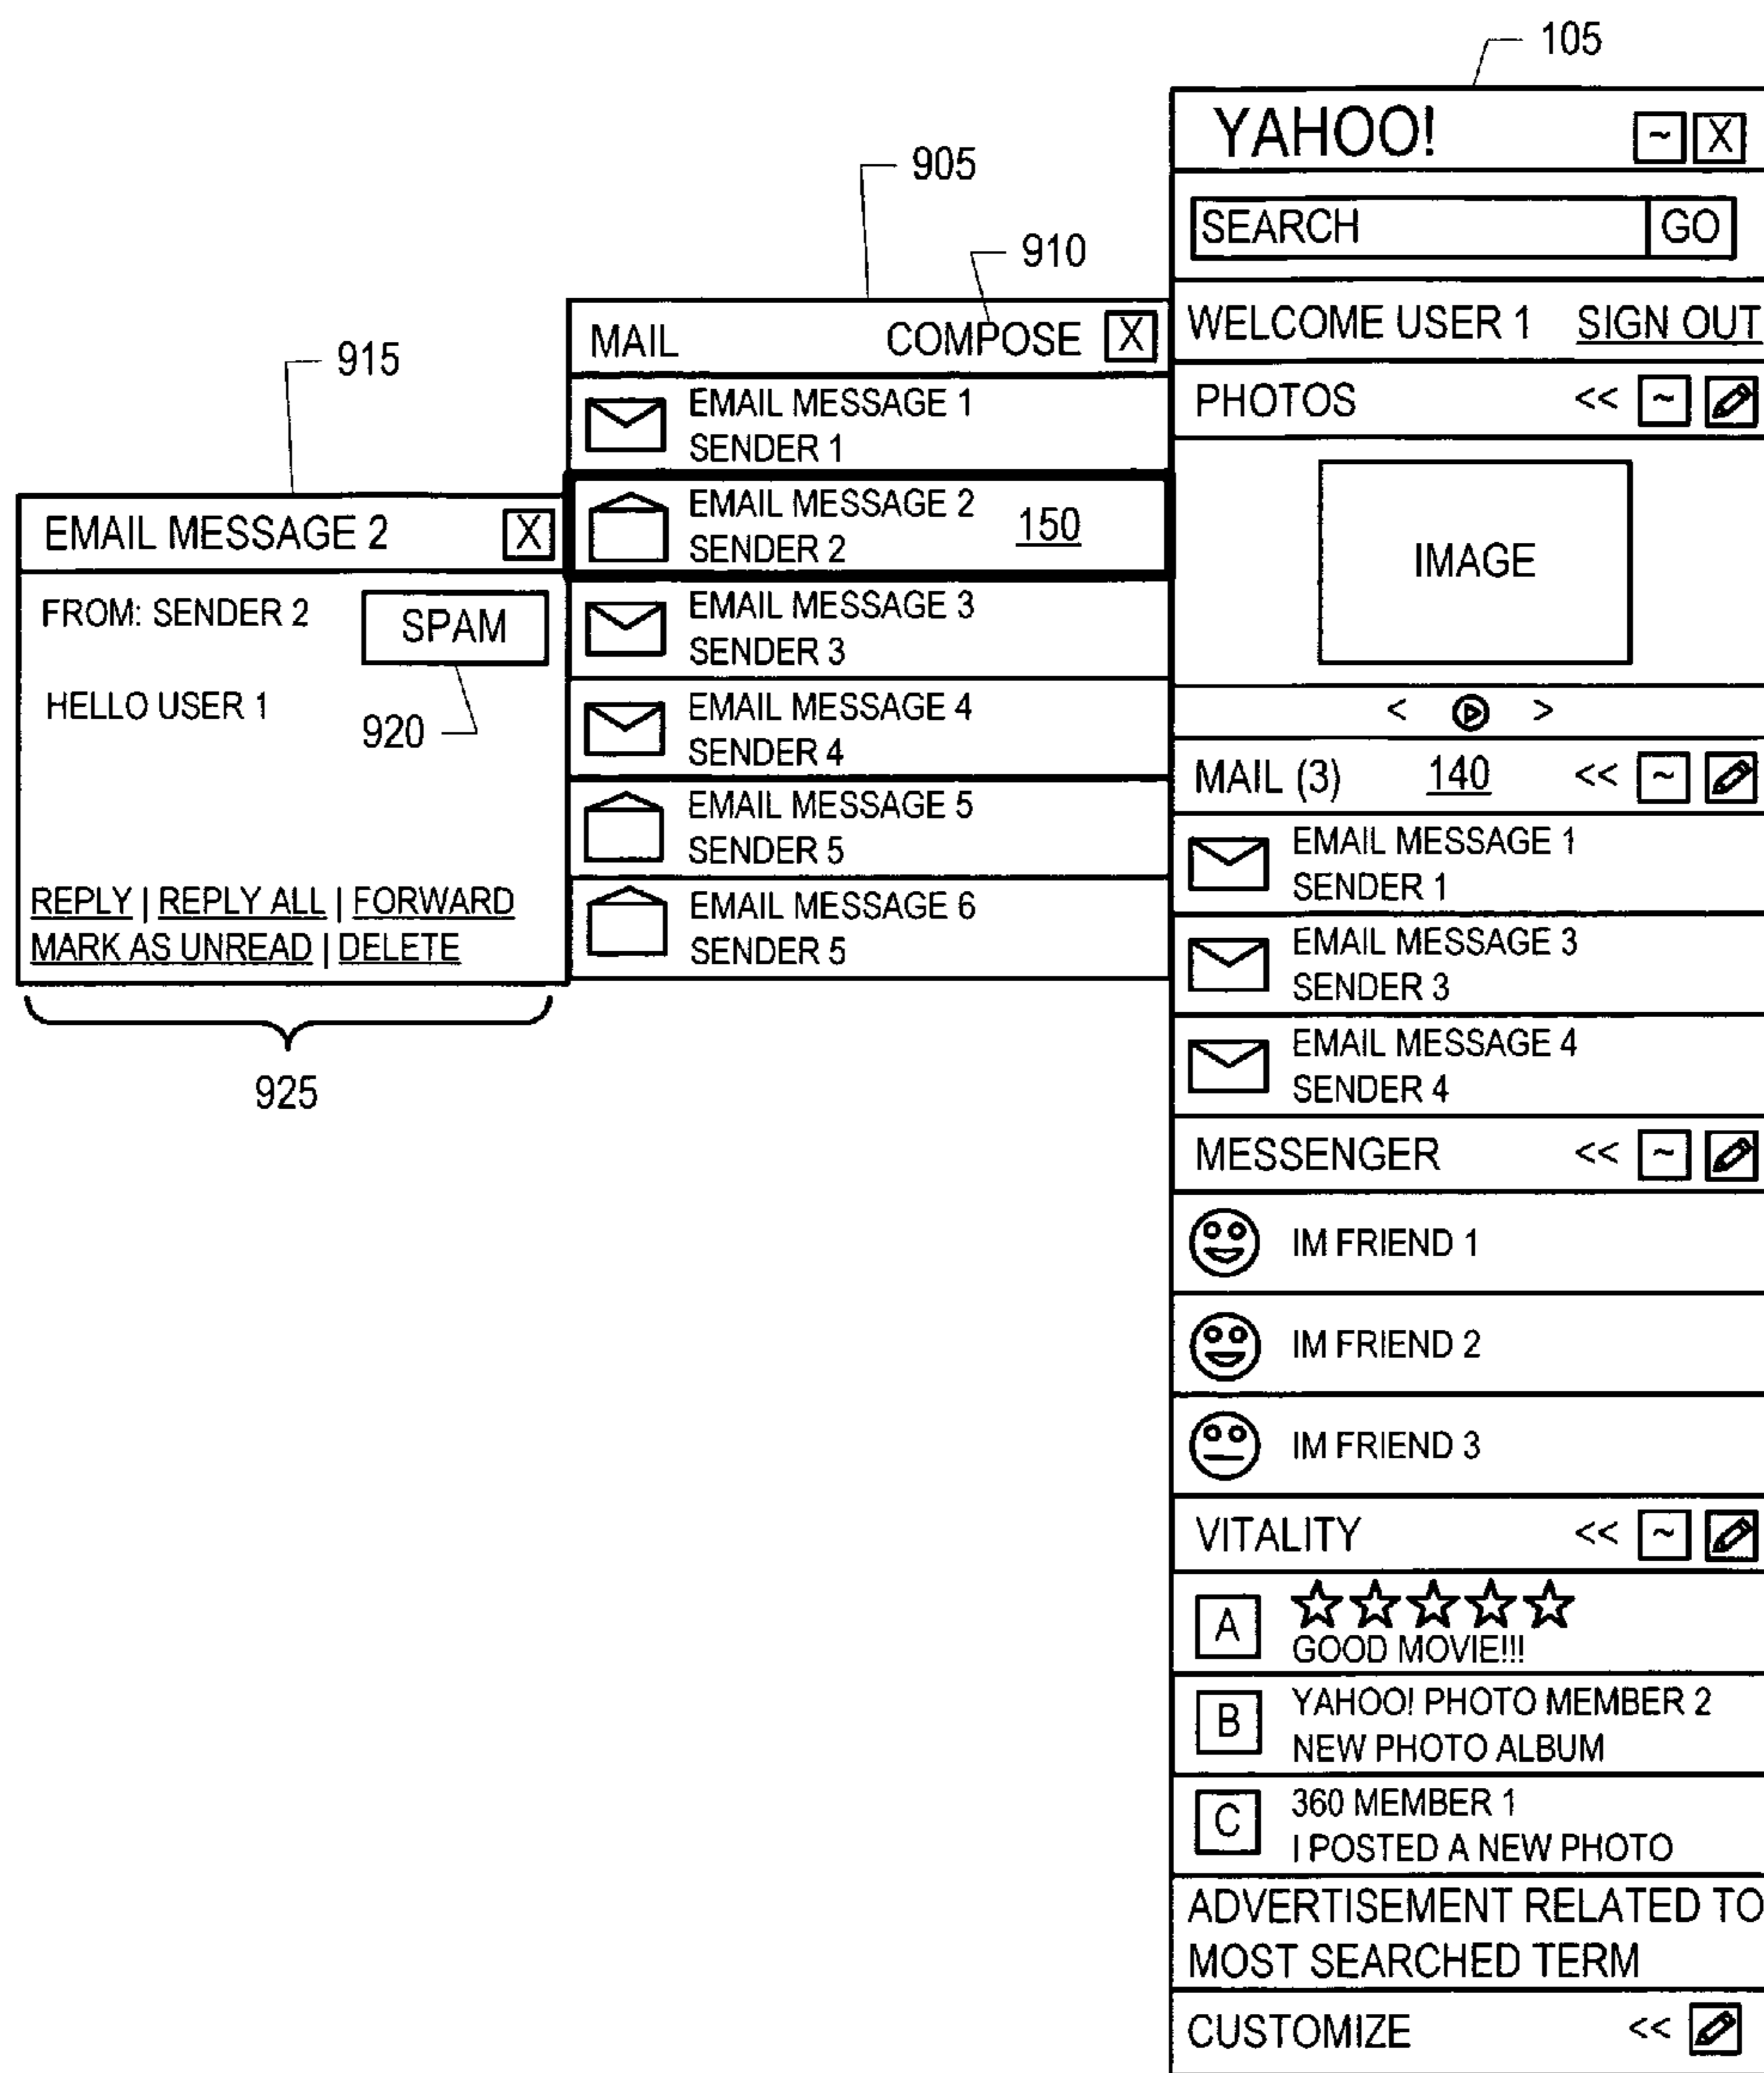 105
YAHOO! ~ X
SEARCH GO
WELCOME USER 1 SIGN OUT
PHOTOS << ~
IMAGE
< >
MAIL (3) 140 << ~
EMAIL MESSAGE 1
SENDER 1
EMAIL MESSAGE 3
SENDER 3
EMAIL MESSAGE 4
SENDER 4
MESSENGER << ~
IM FRIEND 1
IM FRIEND 2
IM FRIEND 3
VITALITY << ~
A
GOOD MOVIE!!!
B YAHOO! PHOTO MEMBER 2
NEW PHOTO ALBUM
C 360 MEMBER 1
I POSTED A NEW PHOTO
ADVERTISEMENT RELATED TO
MOST SEARCHED TERM
CUSTOMIZE <<
905
910
MAIL COMPOSE X
EMAIL MESSAGE 1
SENDER 1
EMAIL MESSAGE 2
SENDER 2 150
EMAIL MESSAGE 3
SENDER 3
EMAIL MESSAGE 4
SENDER 4
EMAIL MESSAGE 5
SENDER 5
EMAIL MESSAGE 6
SENDER 5
915
EMAIL MESSAGE 2 X
FROM: SENDER 2 SPAM
HELLO USER 1
920
REPLY | REPLY ALL | FORWARD
MARK AS UNREAD | DELETE
925